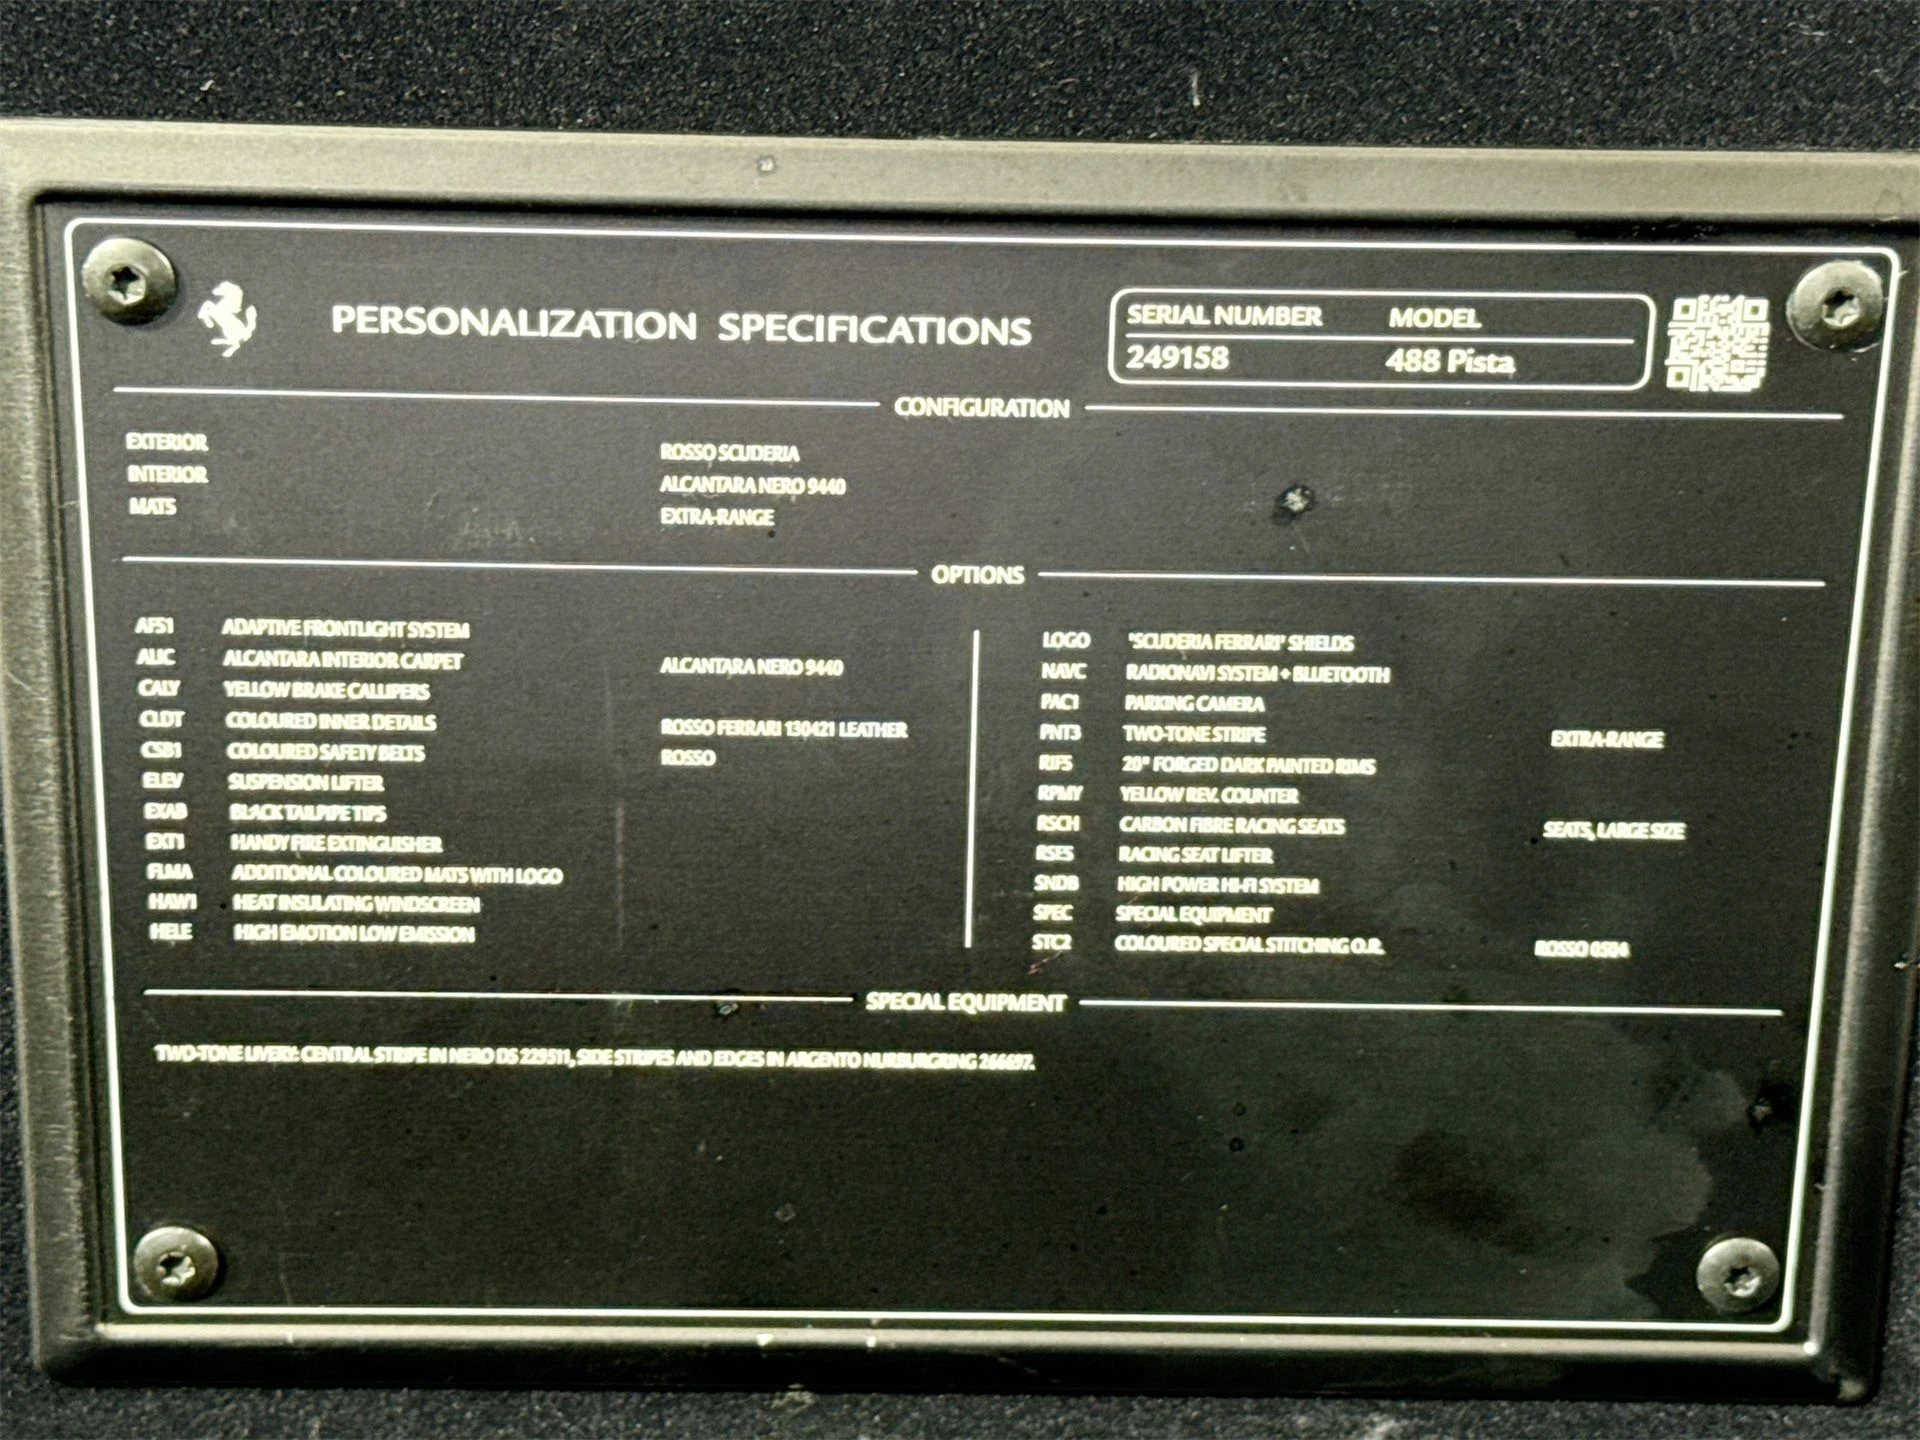 PERSONALIZATION SPECIFICATIONS
SERIAL NUMBER MODEL
249158 488 Pista
CONFIGURATION
EXTERIOR ROSSO SCUDERIA
INTERIOR ALCANTARA NERO 9440
MATS EXTRA-RANGE
OPTIONS
AFS1 ADAPTIVE FRONTLIGHT SYSTEM
ALIC ALCANTARA INTERIOR CARPET ALCANTARA NERO 9440
CALY YELLOW BRAKE CALLIPERS
CLDT COLOURED INNER DETAILS ROSSO FERRARI 130421 LEATHER
CSB1 COLOURED SAFETY BELTS ROSSO
ELEV SUSPENSION LIFTER
EXAB BLACK TAILPIPE TIPS
EXT1 HANDY FIRE EXTINGUISHER
FLMA ADDITIONAL COLOURED MATS WITH LOGO
HAW1 HEAT INSULATING WINDSCREEN
HELE HIGH EMOTION LOW EMISSION
LOGO "SCUDERIA FERRARI" SHIELDS
NAVC RADIONAVI SYSTEM + BLUETOOTH
PAC1 PARKING CAMERA
PNT3 TWO-TONE STRIPE EXTRA-RANGE
RIF5 20" FORGED DARK PAINTED RIMS
RPMY YELLOW REV. COUNTER
RSCH CARBON FIBRE RACING SEATS SEATS, LARGE SIZE
RSES RACING SEAT LIFTER
SNDB HIGH POWER HI-FI SYSTEM
SPEC SPECIAL EQUIPMENT
STC2 COLOURED SPECIAL STITCHING O.R. ROSSO 0504
SPECIAL EQUIPMENT
TWO-TONE LIVERY: CENTRAL STRIPE IN NERO DS 229511, SIDE STRIPES AND EDGES IN ARGENTO NURBURGRING 266697.